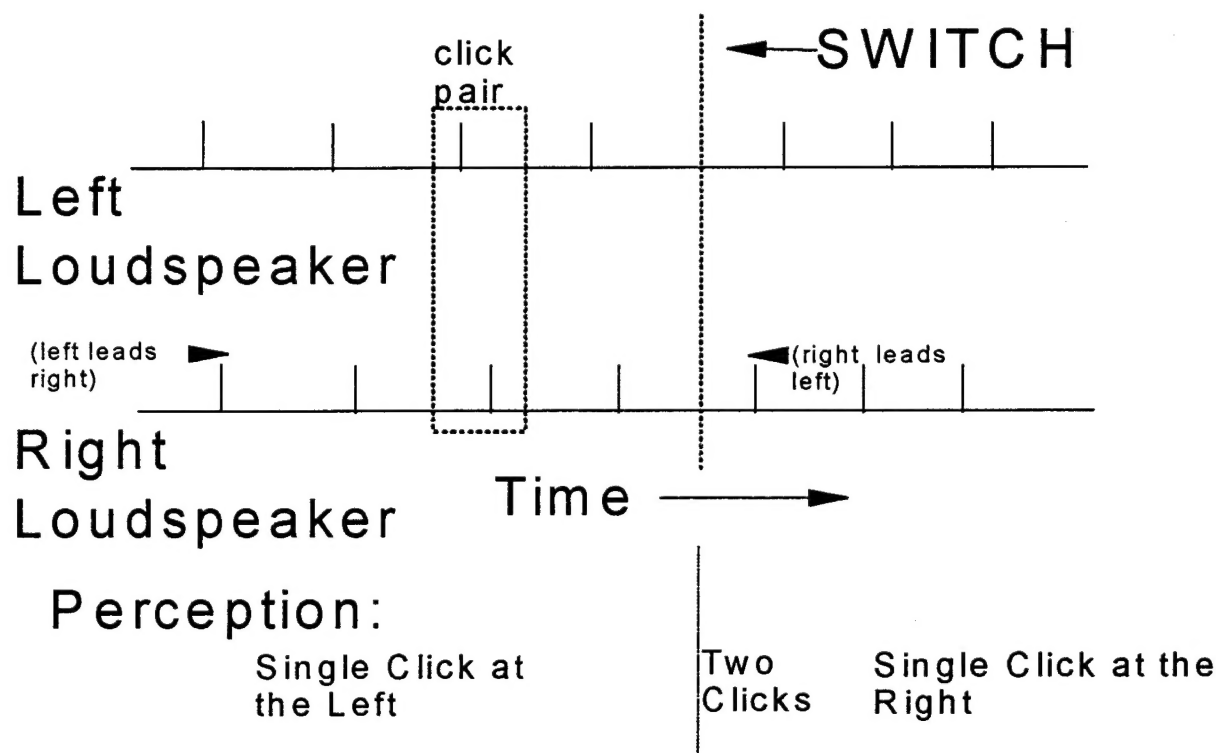 click
pair
SWITCH
Left
Loudspeaker
(left leads
right)
(right leads
left)
Right
Loudspeaker
Time
Perception:
Single Click at
the Left
Two
Clicks
Single Click at the
Right